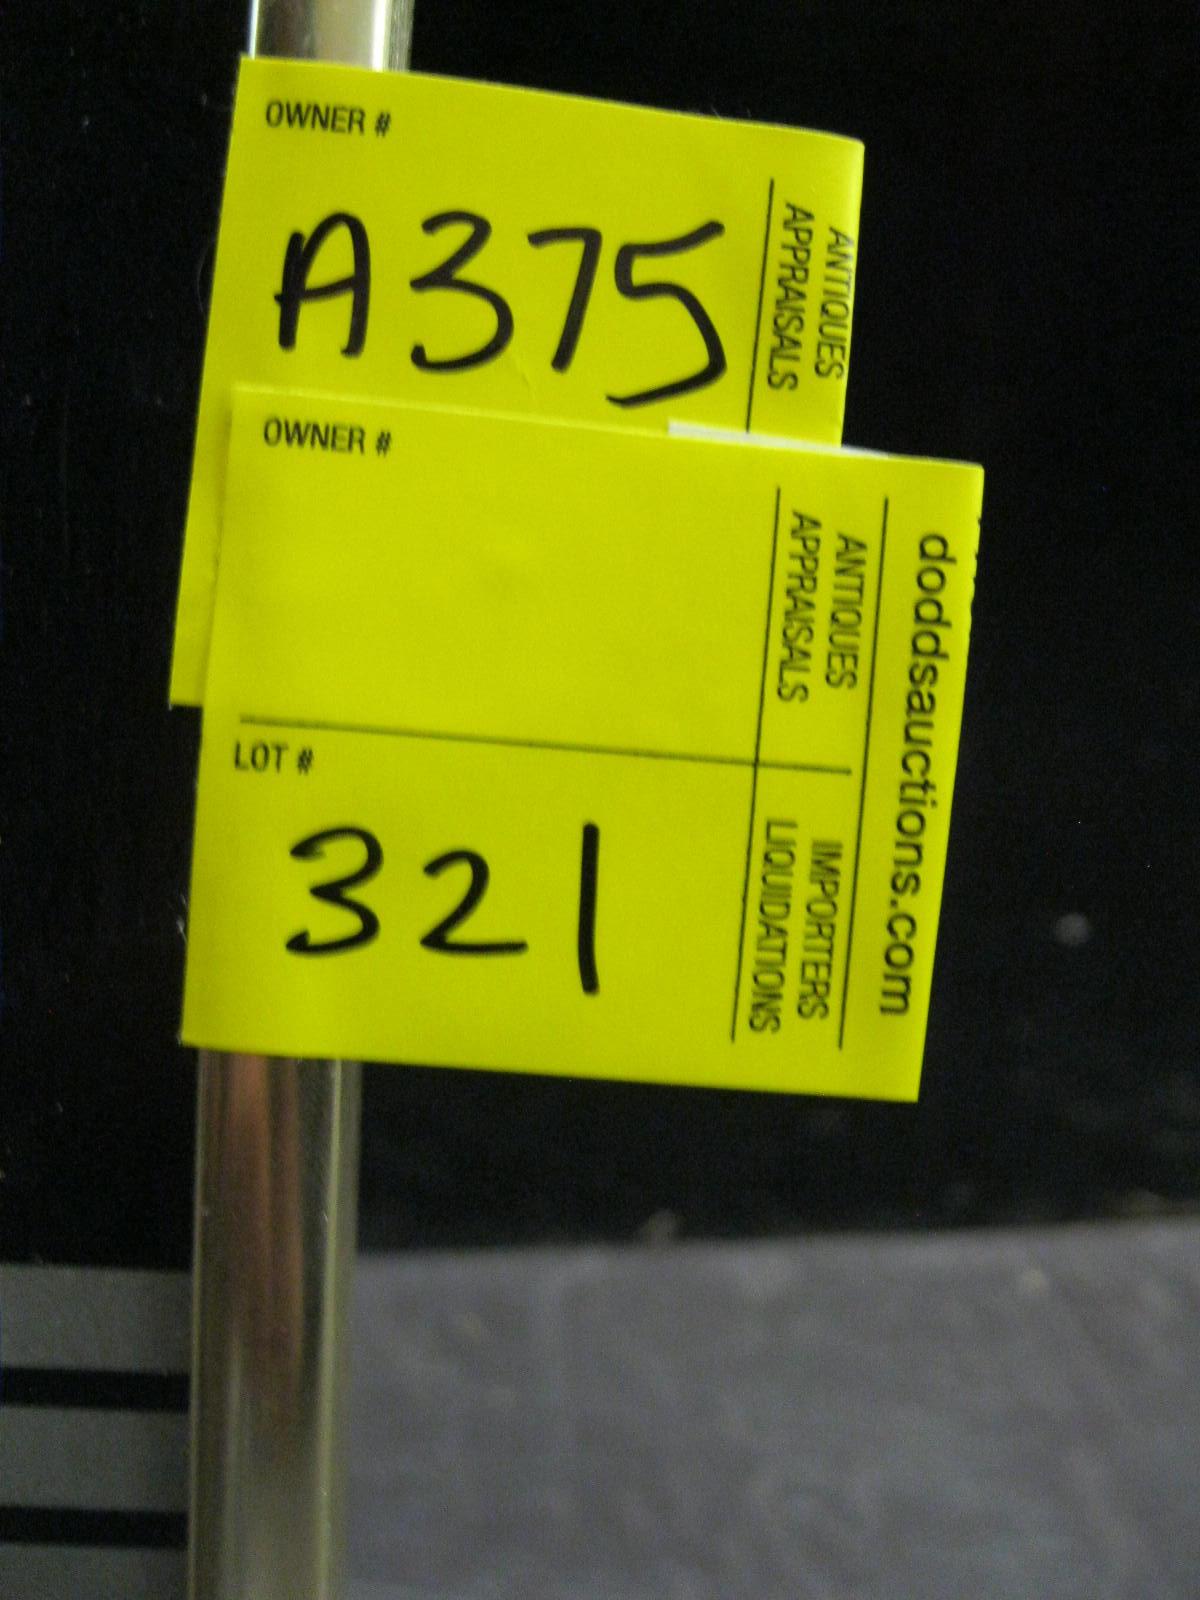 OWNER #
A375
ANTIQUES
APPRAISALS
OWNER #
ANTIQUES
APPRAISALS
doddsauctions.com
LOT #
321
IMPORTERS
LIQUIDATIONS